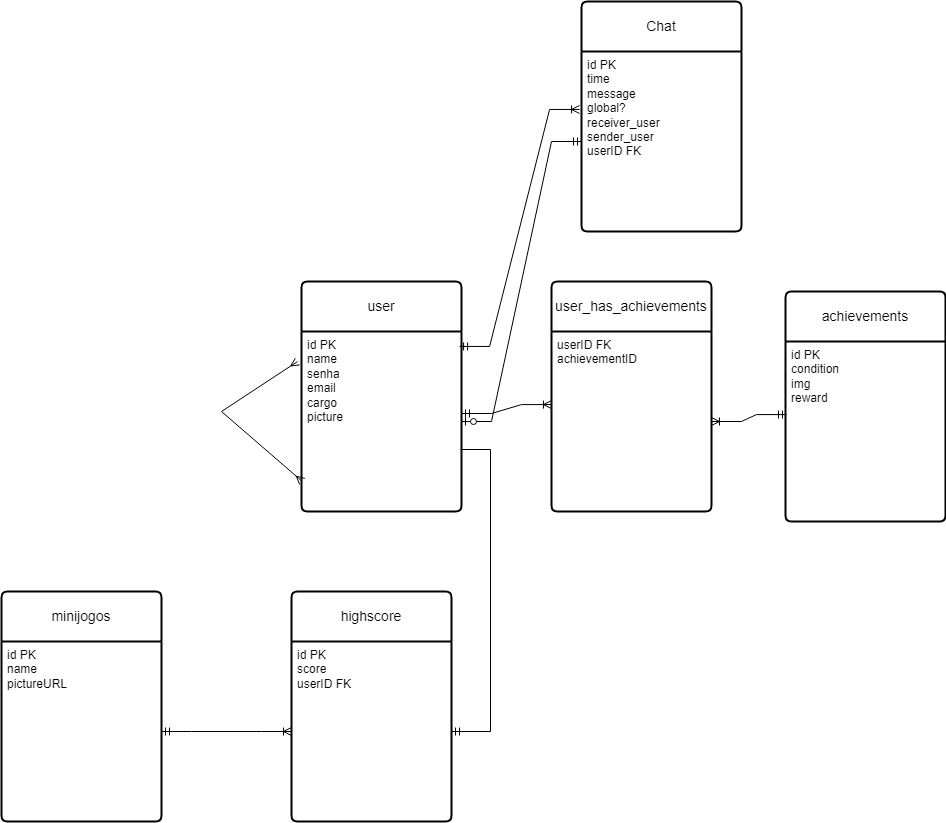 Chat
id PK
time
message
global?
receiver_user
sender_user
userID FK
user
id PK
name
senha
email
cargo
picture
user_has_achievements
userID FK
achievementID
achievements
id PK
condition
img
reward
minijogos
id PK
name
pictureURL
highscore
id PK
score
userID FK